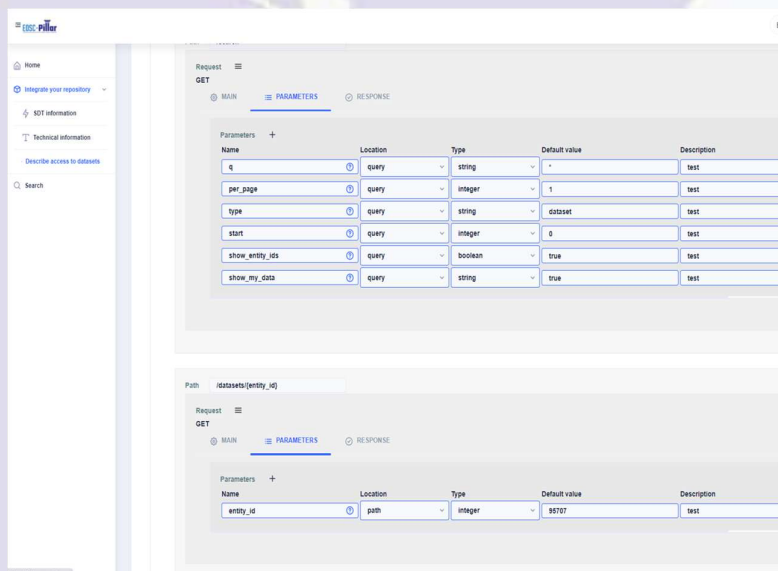 EOSC-Pillar
Home
Integrate your repository
SDT information
Technical information
Describe access to datasets
Search
Request
GET
MAIN PARAMETERS RESPONSE
Parameters +
Name Location Type Default value Description
q query string * test
per_page query integer 1 test
type query string dataset test
start query integer 0 test
show_entity_ids query boolean true test
show_my_data query string true test
Path /datasets/{entity_id}
Request
GET
MAIN PARAMETERS RESPONSE
Parameters +
Name Location Type Default value Description
entity_id path integer 95707 test